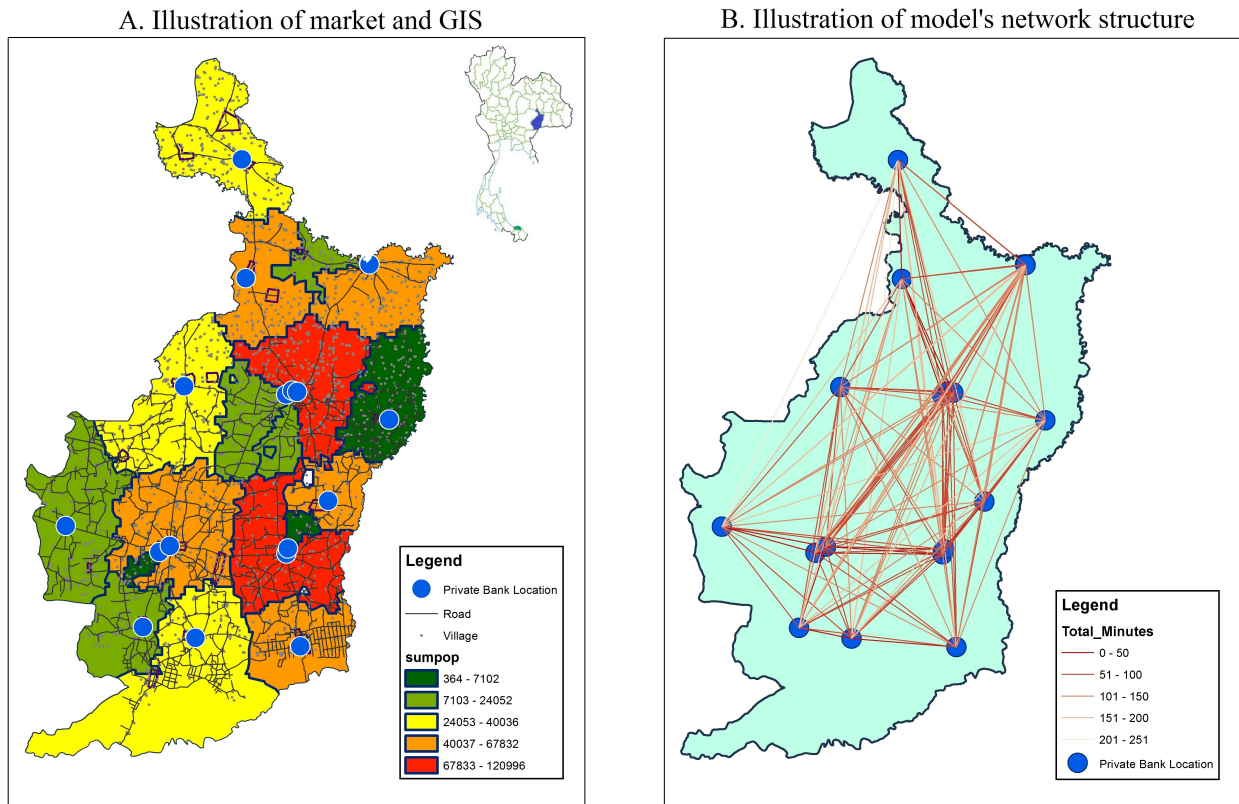 A. Illustration of market and GIS
Legend
Private Bank Location
Road
Village
sumpop
364 - 7102
7103 - 24052
24053 - 40036
40037 - 67832
67833 - 120996
B. Illustration of model's network structure
Legend
Total_Minutes
0 - 50
51 - 100
101 - 150
151 - 200
201 - 251
Private Bank Location